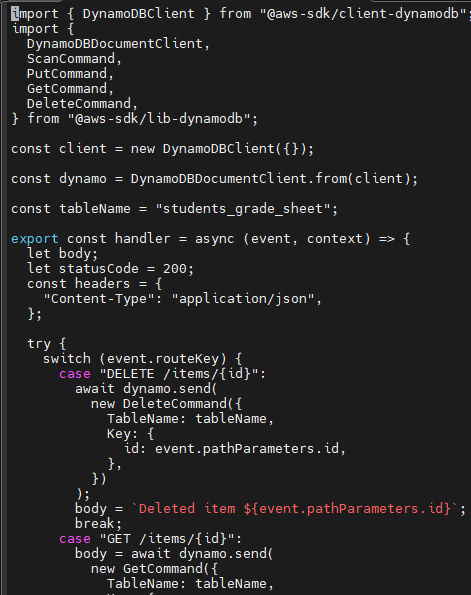 import { DynamoDBClient } from "@aws-sdk/client-dynamodb";
import {
  DynamoDBDocumentClient,
  ScanCommand,
  PutCommand,
  GetCommand,
  DeleteCommand,
} from "@aws-sdk/lib-dynamodb";

const client = new DynamoDBClient({});

const dynamo = DynamoDBDocumentClient.from(client);

const tableName = "students_grade_sheet";

export const handler = async (event, context) => {
  let body;
  let statusCode = 200;
  const headers = {
    "Content-Type": "application/json",
  };

  try {
    switch (event.routeKey) {
      case "DELETE /items/{id}":
        await dynamo.send(
          new DeleteCommand({
            TableName: tableName,
            Key: {
              id: event.pathParameters.id,
            },
          })
        );
        body = `Deleted item ${event.pathParameters.id}`;
        break;
      case "GET /items/{id}":
        body = await dynamo.send(
          new GetCommand({
            TableName: tableName,